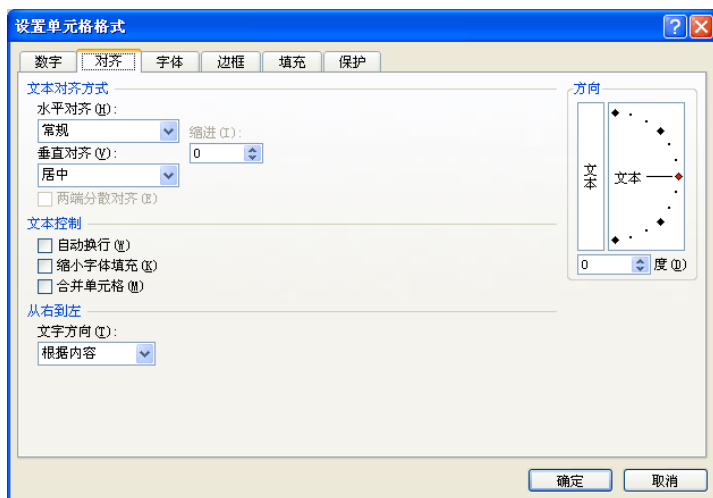 设置单元格格式
数字 对齐 字体 边框 填充 保护
文本对齐方式
水平对齐(H):
常规
缩进(I):
垂直对齐(V):
0
居中
两端分散对齐(E)
文本控制
自动换行(W)
缩小字体填充(K)
合并单元格(M)
从右到左
文字方向(T):
根据内容
方向
文本
文本
0 度(D)
确定 取消